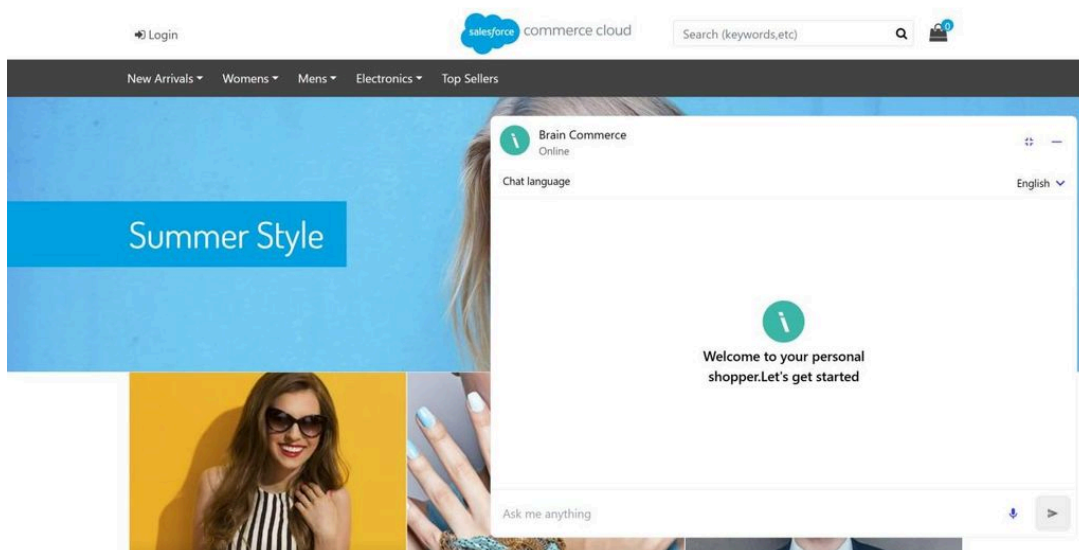 Login
salesforce commerce cloud
Search (keywords,etc)
0
New Arrivals Womens Mens Electronics Top Sellers
Summer Style
Brain Commerce
Online
Chat language
English
Welcome to your personal
shopper.Let's get started
Ask me anything